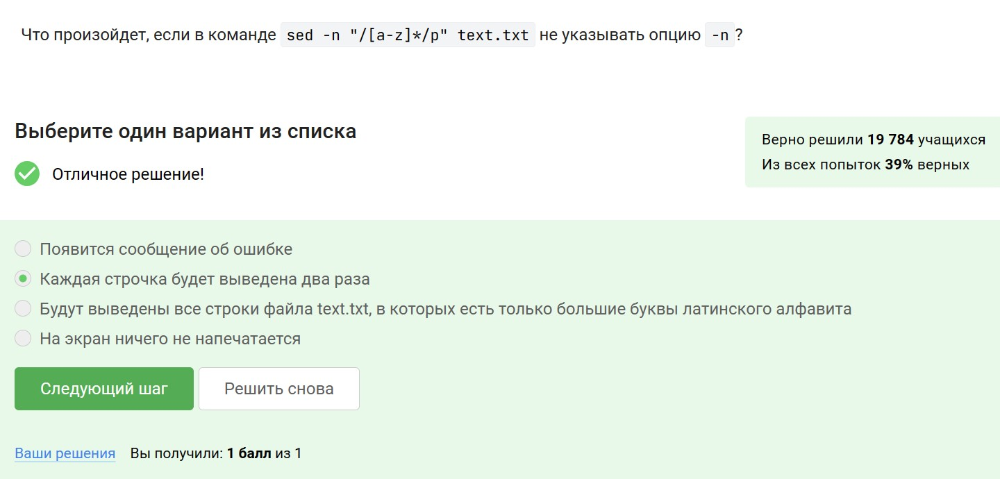 Что произойдет, если в команде sed -n "/[a-z]*/p" text.txt не указывать опцию -n?
Выберите один вариант из списка
Отличное решение!
Верно решили 19 784 учащихся
Из всех попыток 39% верных
Появится сообщение об ошибке
Каждая строчка будет выведена два раза
Будут выведены все строки файла text.txt, в которых есть только большие буквы латинского алфавита
На экран ничего не напечатается
Следующий шаг
Решить снова
Ваши решения Вы получили: 1 балл из 1